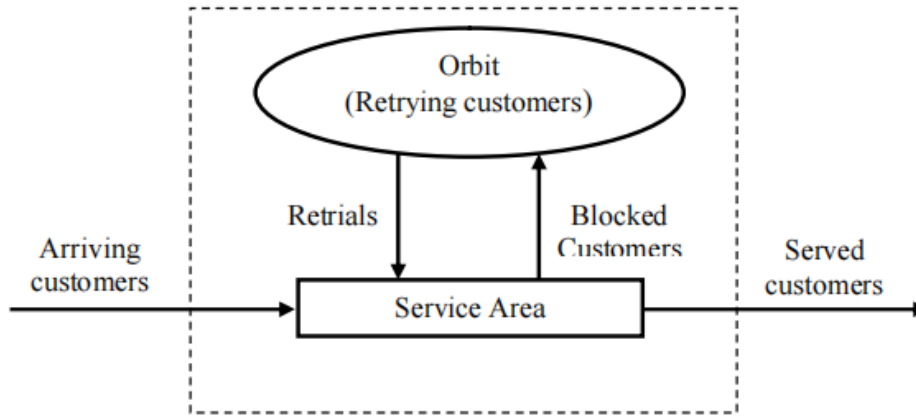 Orbit
(Retrying customers)
Retrials
Blocked
Customers
Arriving
customers
Service Area
Served
customers